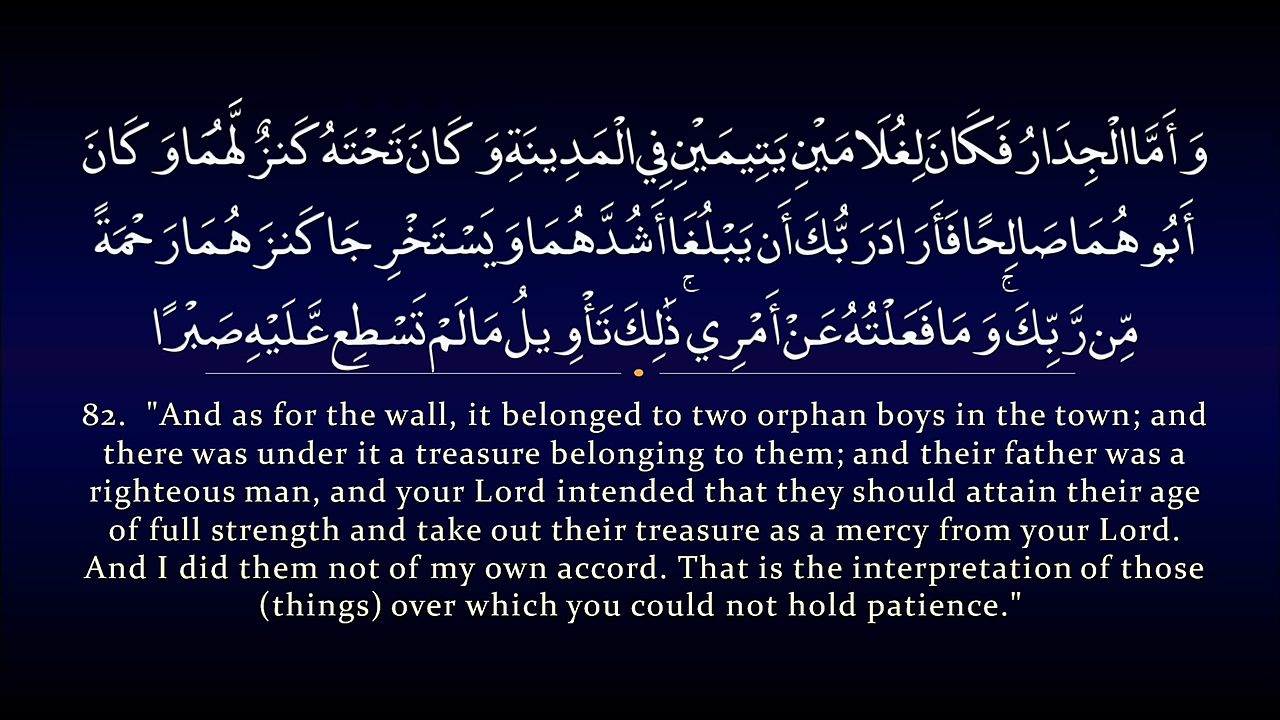 وَأَمَّا الْجِدَارُ فَكَانَ لِغُلَامَيْنِ يَتِيمَيْنِ فِي الْمَدِينَةِ وَكَانَ تَحْتَهُ كَنزٌ لَّهُمَا وَكَانَ
أَبُوهُمَا صَالِحًا فَأَرَادَ رَبُّكَ أَن يَبْلُغَا أَشُدَّهُمَا وَيَسْتَخْرِجَا كَنزَهُمَا رَحْمَةً
مِّن رَّبِّكَ ۚ وَمَا فَعَلْتُهُ عَنْ أَمْرِي ۚ ذَٰلِكَ تَأْوِيلُ مَا لَمْ تَسْطِع عَّلَيْهِ صَبْرًا
82. "And as for the wall, it belonged to two orphan boys in the town; and
there was under it a treasure belonging to them; and their father was a
righteous man, and your Lord intended that they should attain their age
of full strength and take out their treasure as a mercy from your Lord.
And I did them not of my own accord. That is the interpretation of those
(things) over which you could not hold patience."